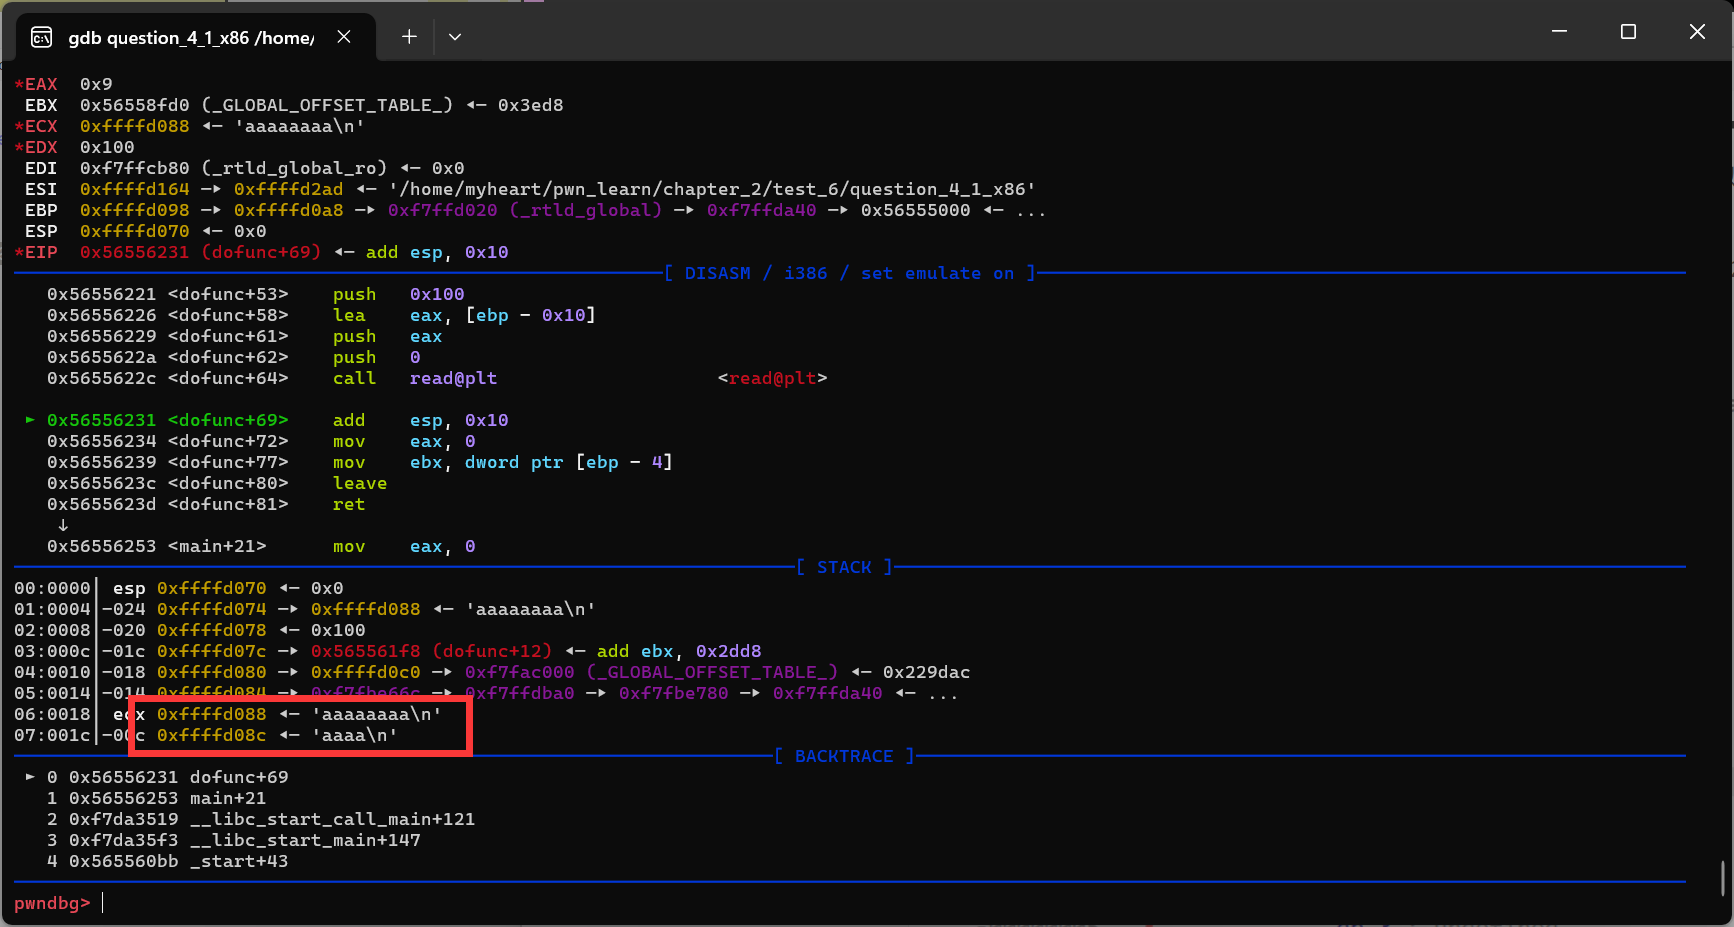 gdb question_4_1_x86 /home/
*EAX  0x9
 EBX  0x56558fd0 (_GLOBAL_OFFSET_TABLE_) ◂— 0x3ed8
*ECX  0xffffd088 ◂— 'aaaaaaaa\n'
*EDX  0x100
 EDI  0xf7ffcb80 (_rtld_global_ro) ◂— 0x0
 ESI  0xffffd164 —▸ 0xffffd2ad ◂— '/home/myheart/pwn_learn/chapter_2/test_6/question_4_1_x86'
 EBP  0xffffd098 —▸ 0xffffd0a8 —▸ 0xf7ffd020 (_rtld_global) —▸ 0xf7ffda40 —▸ 0x56555000 ◂— ...
 ESP  0xffffd070 ◂— 0x0
*EIP  0x56556231 (dofunc+69) ◂— add esp, 0x10
[ DISASM / i386 / set emulate on ]
   0x56556221 <dofunc+53>    push   0x100
   0x56556226 <dofunc+58>    lea    eax, [ebp - 0x10]
   0x56556229 <dofunc+61>    push   eax
   0x5655622a <dofunc+62>    push   0
   0x5655622c <dofunc+64>    call   read@plt                    <read@plt>
 ► 0x56556231 <dofunc+69>    add    esp, 0x10
   0x56556234 <dofunc+72>    mov    eax, 0
   0x56556239 <dofunc+77>    mov    ebx, dword ptr [ebp - 4]
   0x5655623c <dofunc+80>    leave
   0x5655623d <dofunc+81>    ret
    ↓
   0x56556253 <main+21>      mov    eax, 0
[ STACK ]
00:0000│ esp 0xffffd070 ◂— 0x0
01:0004│-024 0xffffd074 —▸ 0xffffd088 ◂— 'aaaaaaaa\n'
02:0008│-020 0xffffd078 ◂— 0x100
03:000c│-01c 0xffffd07c —▸ 0x565561f8 (dofunc+12) ◂— add ebx, 0x2dd8
04:0010│-018 0xffffd080 —▸ 0xffffd0c0 —▸ 0xf7fac000 (_GLOBAL_OFFSET_TABLE_) ◂— 0x229dac
05:0014│-014 0xffffd084 —▸ 0xf7fbe66c —▸ 0xf7ffdba0 —▸ 0xf7fbe780 —▸ 0xf7ffda40 ◂— ...
06:0018│ ecx 0xffffd088 ◂— 'aaaaaaaa\n'
07:001c│-00c 0xffffd08c ◂— 'aaaa\n'
[ BACKTRACE ]
 ► 0 0x56556231 dofunc+69
   1 0x56556253 main+21
   2 0xf7da3519 __libc_start_call_main+121
   3 0xf7da35f3 __libc_start_main+147
   4 0x565560bb _start+43
pwndbg>